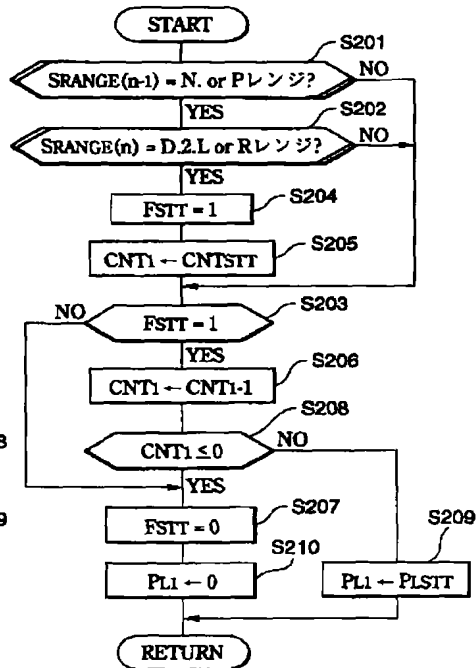 START
S201
SRANGE(n-1) = N. or Pレンジ?
NO
YES
S202
SRANGE(n) = D.2.L or Rレンジ?
NO
YES
S204
FSTT = 1
S205
CNT1 ← CNTSTT
S203
NO
FSTT = 1
YES
S206
CNT1 ← CNT1-1
S208
CNT1 ≤ 0
NO
YES
S207
FSTT = 0
S209
S210
PL1 ← 0
PL1 ← PLSTT
RETURN